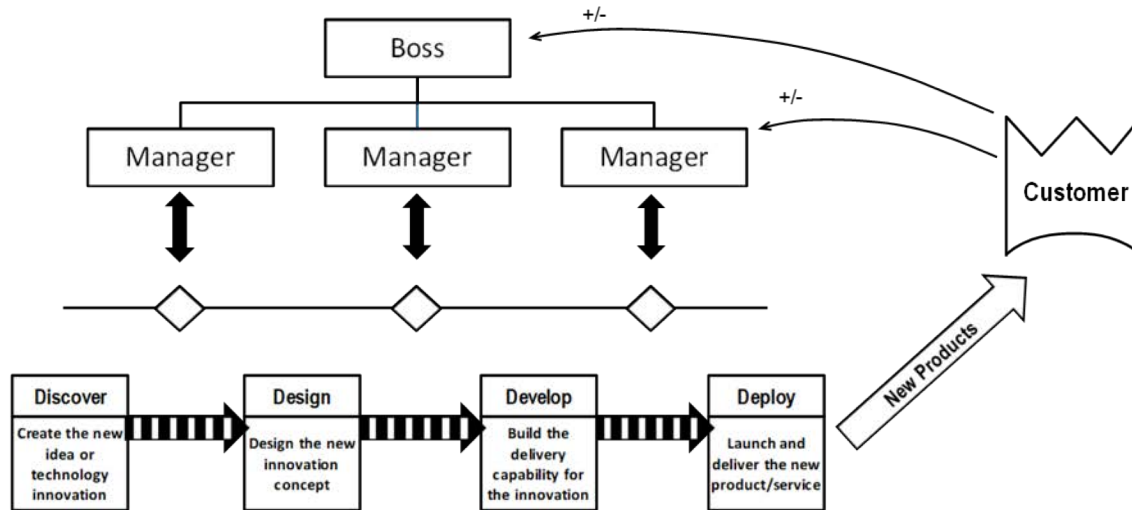 +/-
Boss
+/-
Manager
Manager
Manager
Customer
New Products
Discover
Create the new
idea or
technology
innovation
Design
Design the new
innovation
concept
Develop
Build the
delivery
capability for
the innovation
Deploy
Launch and
deliver the new
product/service